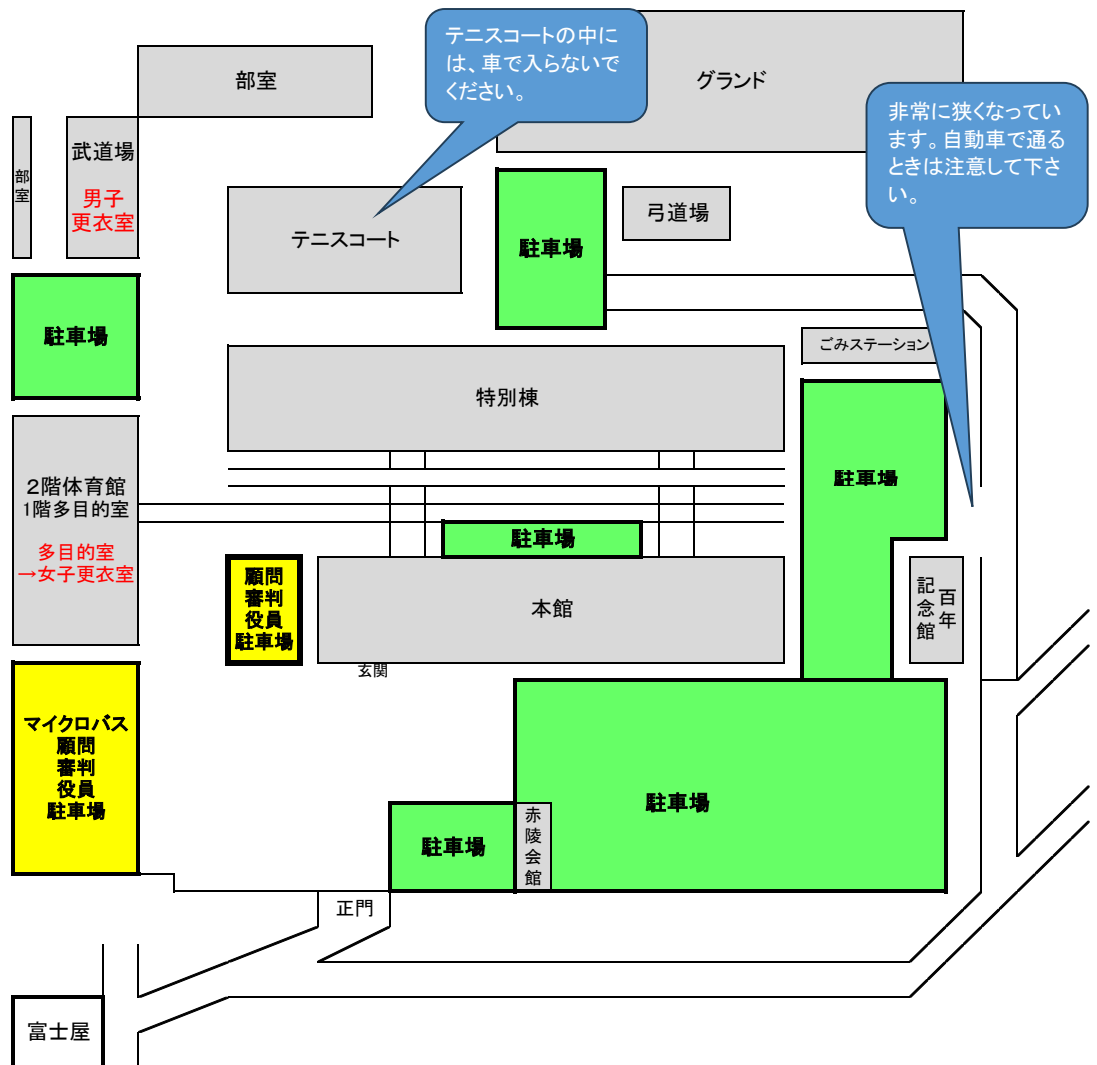 部室
テニスコートの中に
は、車で入らないで
ください。
グランド
非常に狭くなってい
ます。自動車で通る
ときは注意して下さ
い。
部室
武道場
男子
更衣室
テニスコート
駐車場
弓道場
駐車場
ごみステーション
特別棟
駐車場
2階体育館
1階多目的室
多目的室
→女子更衣室
駐車場
顧問
審判
役員
駐車場
本館
百年
記念館
玄関
マイクロバス
顧問
審判
役員
駐車場
駐車場
駐車場
赤陵会館
正門
富士屋